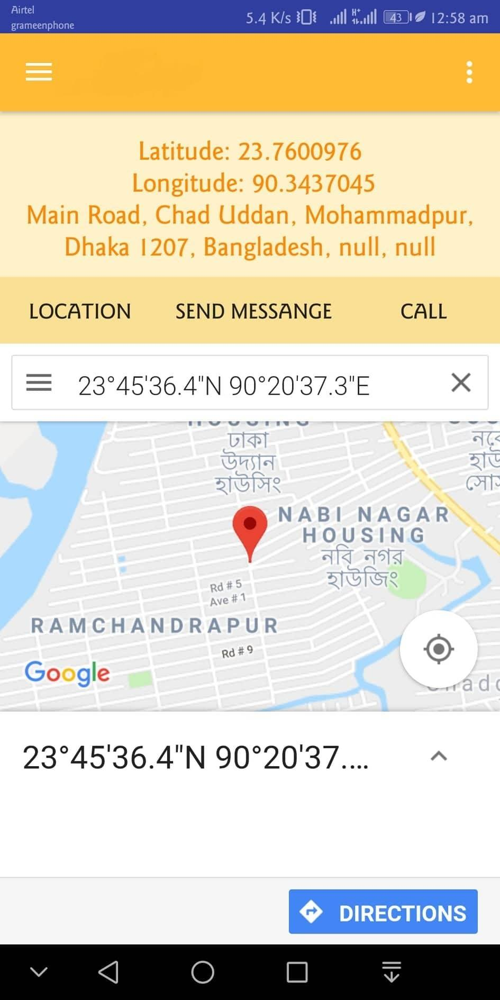 Airtel
grameenphone
5.4 K/s H+ 43 12:58 am
Latitude: 23.7600976
Longitude: 90.3437045
Main Road, Chad Uddan, Mohammadpur,
Dhaka 1207, Bangladesh, null, null
LOCATION SEND MESSANGE CALL
23°45'36.4"N 90°20'37.3"E
ঢাকা
উদ্যান
হাউসিং
NABI NAGAR
HOUSING
নবি নগর
হাউজিং
Rd # 5
Ave # 1
RAMCHANDRAPUR
Rd # 9
Google
23°45'36.4"N 90°20'37....
DIRECTIONS